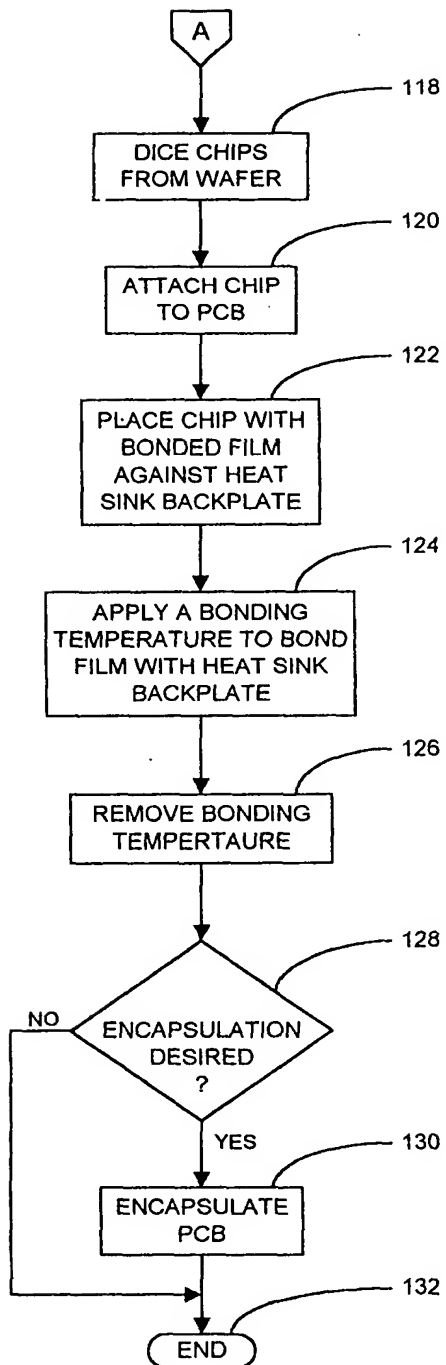 A
118
DICE CHIPS
FROM WAFER
120
ATTACH CHIP
TO PCB
122
PLACE CHIP WITH
BONDED FILM
AGAINST HEAT
SINK BACKPLATE
124
APPLY A BONDING
TEMPERATURE TO BOND
FILM WITH HEAT SINK
BACKPLATE
126
REMOVE BONDING
TEMPERTAURE
128
NO
ENCAPSULATION
DESIRED
?
YES
130
ENCAPSULATE
PCB
132
END